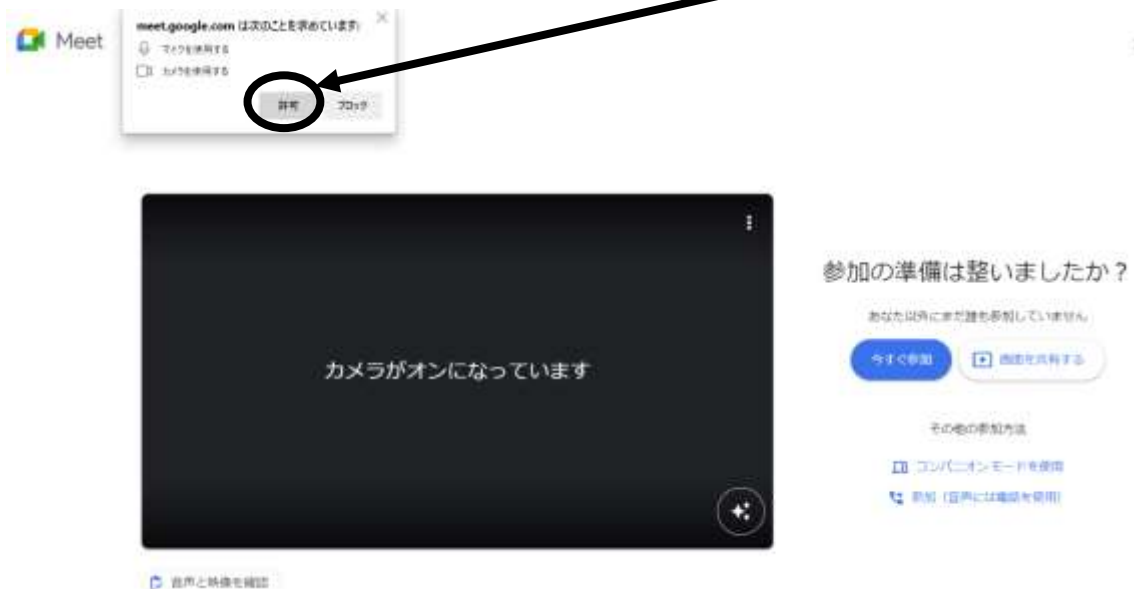 Meet
meet.google.com は次のことを求めています
マイクを使用する
カメラを使用する
許可 ブロック
カメラがオンになっています
参加の準備は整いましたか？
あなた以外にまだ誰も参加していません
今すぐ参加 画面を共有する
その他の参加方法
コンパニオン モードを使用
参加（音声には電話を使用）
音声と映像を確認